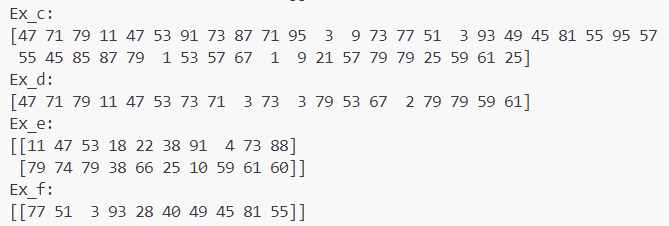 Ex_c:
[47 71 79 11 47 53 91 73 87 71 95  3  9 73 77 51  3 93 49 45 81 55 95 57
 55 45 85 87 79  1 53 57 67  1  9 21 57 79 79 25 59 61 25]
Ex_d:
[47 71 79 11 47 53 73 71  3 73  3 79 53 67  2 79 79 59 61]
Ex_e:
[[11 47 53 18 22 38 91  4 73 88]
 [79 74 79 38 66 25 10 59 61 60]]
Ex_f:
[[77 51  3 93 28 40 49 45 81 55]]